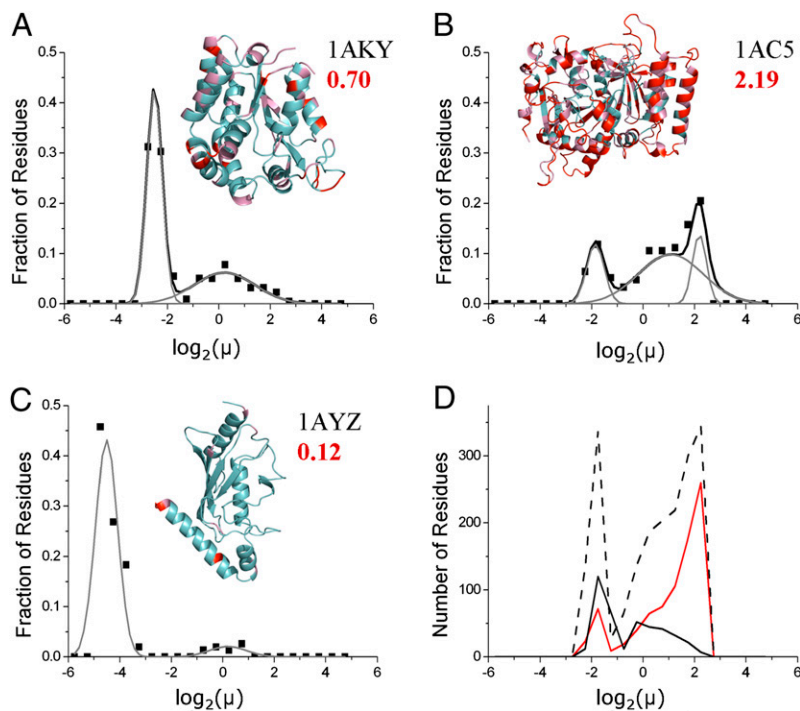 A
1AKY
0.70
Fraction of Residues
0.5
0.4
0.3
0.2
0.1
0.0
-6 -4 -2 0 2 4 6
log2(μ)
B
1AC5
2.19
Fraction of Residues
0.5
0.4
0.3
0.2
0.1
0.0
-6 -4 -2 0 2 4 6
log2(μ)
C
1AYZ
0.12
Fraction of Residues
0.5
0.4
0.3
0.2
0.1
0.0
-6 -4 -2 0 2 4 6
log2(μ)
D
Number of Residues
300
200
100
0
-6 -4 -2 0 2 4 6
log2(μ)